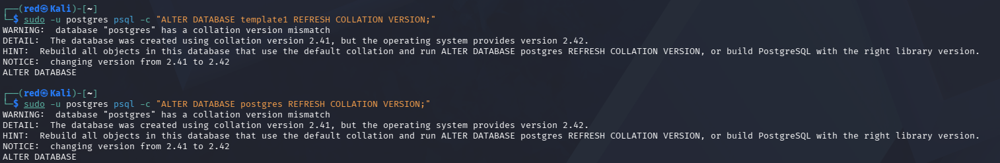 ┌──(red㉿Kali)-[~]
└─$ sudo -u postgres psql -c "ALTER DATABASE template1 REFRESH COLLATION VERSION;"
WARNING:  database "postgres" has a collation version mismatch
DETAIL:  The database was created using collation version 2.41, but the operating system provides version 2.42.
HINT:  Rebuild all objects in this database that use the default collation and run ALTER DATABASE postgres REFRESH COLLATION VERSION, or build PostgreSQL with the right library version.
NOTICE:  changing version from 2.41 to 2.42
ALTER DATABASE
┌──(red㉿Kali)-[~]
└─$ sudo -u postgres psql -c "ALTER DATABASE postgres REFRESH COLLATION VERSION;"
WARNING:  database "postgres" has a collation version mismatch
DETAIL:  The database was created using collation version 2.41, but the operating system provides version 2.42.
HINT:  Rebuild all objects in this database that use the default collation and run ALTER DATABASE postgres REFRESH COLLATION VERSION, or build PostgreSQL with the right library version.
NOTICE:  changing version from 2.41 to 2.42
ALTER DATABASE